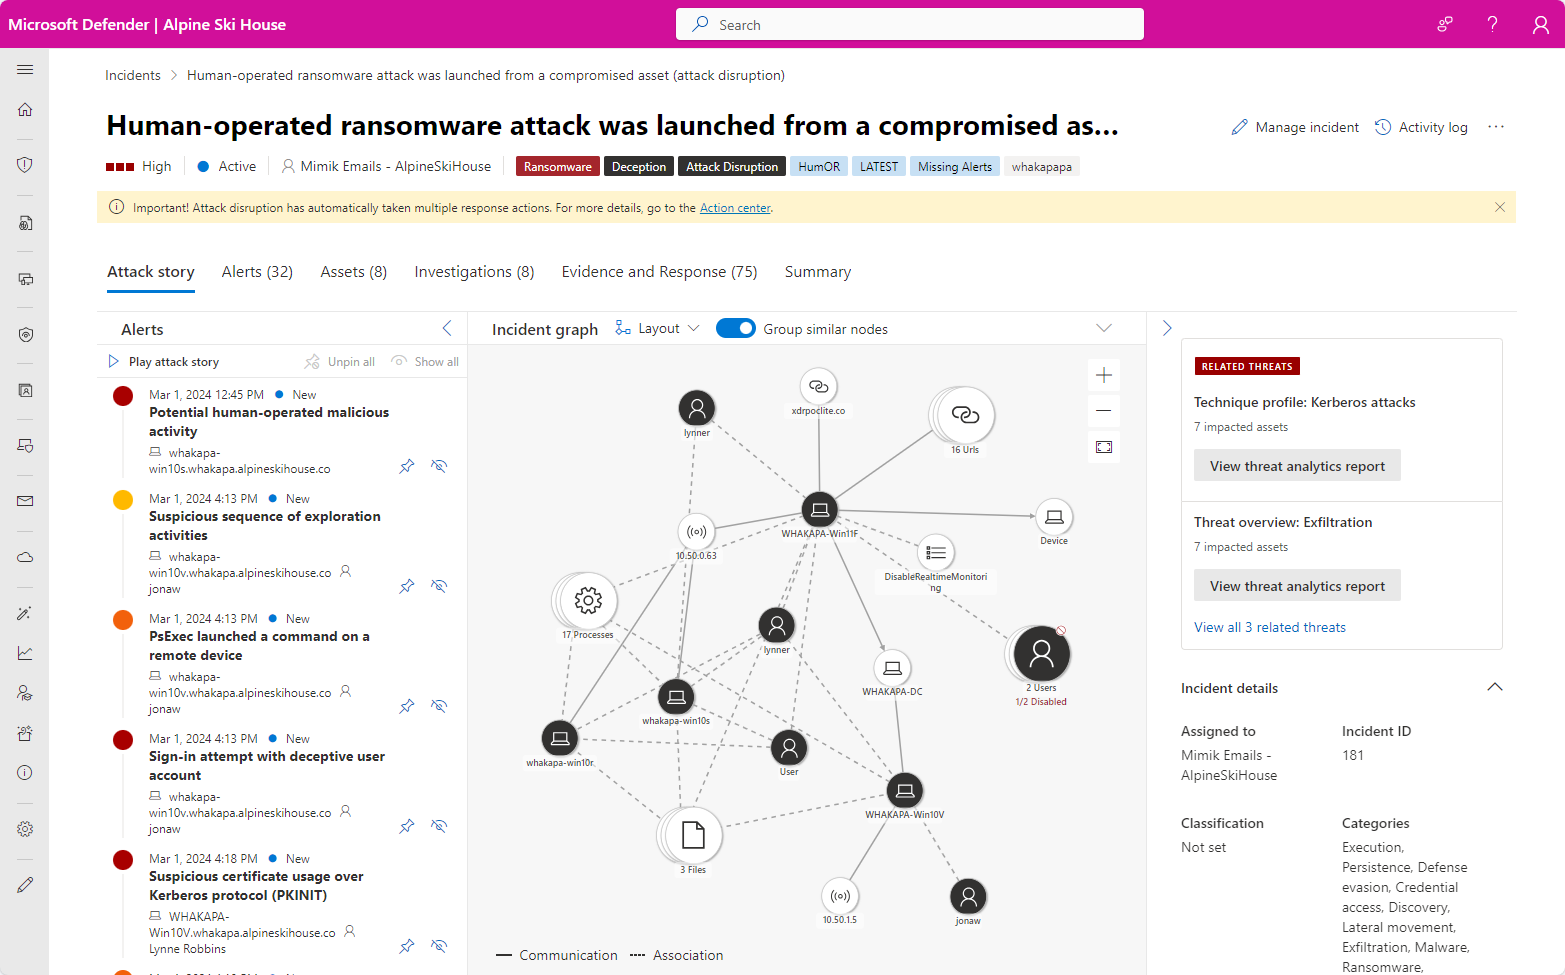 Microsoft Defender | Alpine Ski House
Search
Incidents > Human-operated ransomware attack was launched from a compromised asset (attack disruption)
Human-operated ransomware attack was launched from a compromised as...
Manage incident
Activity log
High
Active
Mimik Emails - AlpineSkiHouse
Ransomware
Deception
Attack Disruption
HumOR
LATEST
Missing Alerts
whakapapa
Important! Attack disruption has automatically taken multiple response actions. For more details, go to the Action center.
Attack story
Alerts (32)
Assets (8)
Investigations (8)
Evidence and Response (75)
Summary
Alerts
Play attack story
Unpin all
Show all
Mar 1, 2024 12:45 PM New
Potential human-operated malicious
activity
whakapa-
win10s.whakapa.alpineskihouse.co
Mar 1, 2024 4:13 PM New
Suspicious sequence of exploration
activities
whakapa-
win10v.whakapa.alpineskihouse.co
jonaw
Mar 1, 2024 4:13 PM New
PsExec launched a command on a
remote device
whakapa-
win10v.whakapa.alpineskihouse.co
jonaw
Mar 1, 2024 4:13 PM New
Sign-in attempt with deceptive user
account
whakapa-
win10v.whakapa.alpineskihouse.co
jonaw
Mar 1, 2024 4:18 PM New
Suspicious certificate usage over
Kerberos protocol (PKINIT)
WHAKAPA-
Win10V.whakapa.alpineskihouse.co
Lynne Robbins
Incident graph
Layout
Group similar nodes
lynner
xdrpoclite.co
16 Urls
WHAKAPA-Win11F
Device
10.50.0.63
DisableRealtimeMonitori
ng
17 Processes
lynner
WHAKAPA-DC
2 Users
1/2 Disabled
whakapa-win10s
whakapa-win10r
User
WHAKAPA-Win10V
3 Files
10.50.1.5
jonaw
Communication
Association
RELATED THREATS
Technique profile: Kerberos attacks
7 impacted assets
View threat analytics report
Threat overview: Exfiltration
7 impacted assets
View threat analytics report
View all 3 related threats
Incident details
Assigned to
Mimik Emails -
AlpineSkiHouse
Incident ID
181
Classification
Not set
Categories
Execution,
Persistence, Defense
evasion, Credential
access, Discovery,
Lateral movement,
Exfiltration, Malware,
Ransomware,